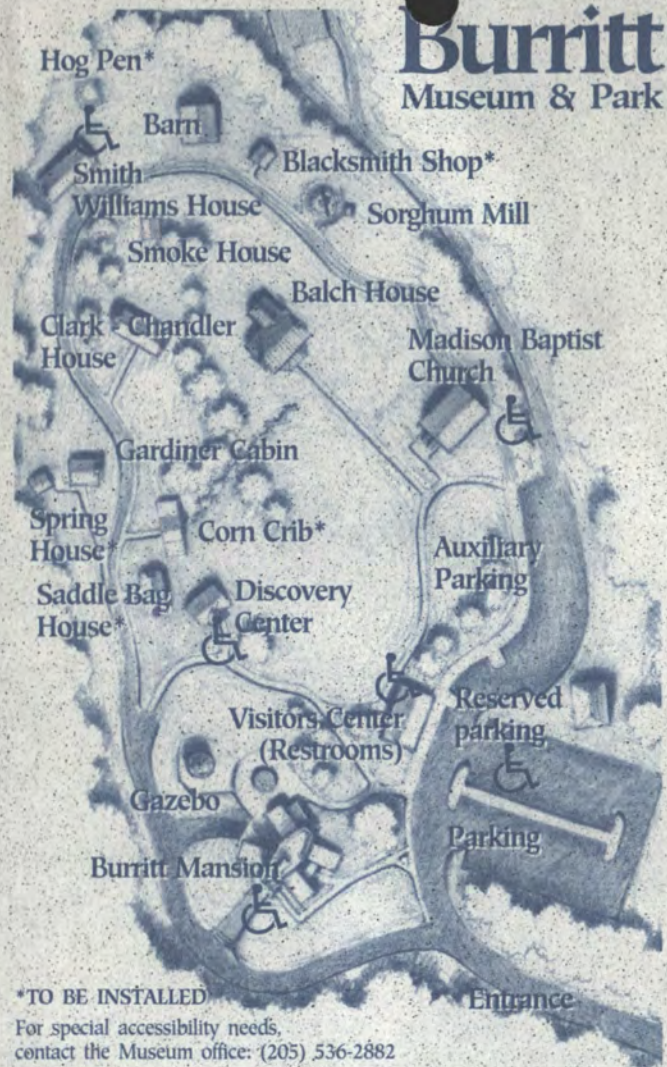 Burritt
Museum & Park
Hog Pen*
Barn
Blacksmith Shop*
Smith
Williams House
Sorghum Mill
Smoke House
Balch House
Clark - Chandler
House
Madison Baptist
Church
Gardiner Cabin
Spring
House*
Corn Crib*
Auxiliary
Parking
Saddle Bag
House*
Discovery
Center
Visitors Center
(Restrooms)
Reserved
parking
Gazebo
Parking
Burritt Mansion
*TO BE INSTALLED
Entrance
For special accessibility needs,
contact the Museum office: (205) 536-2882